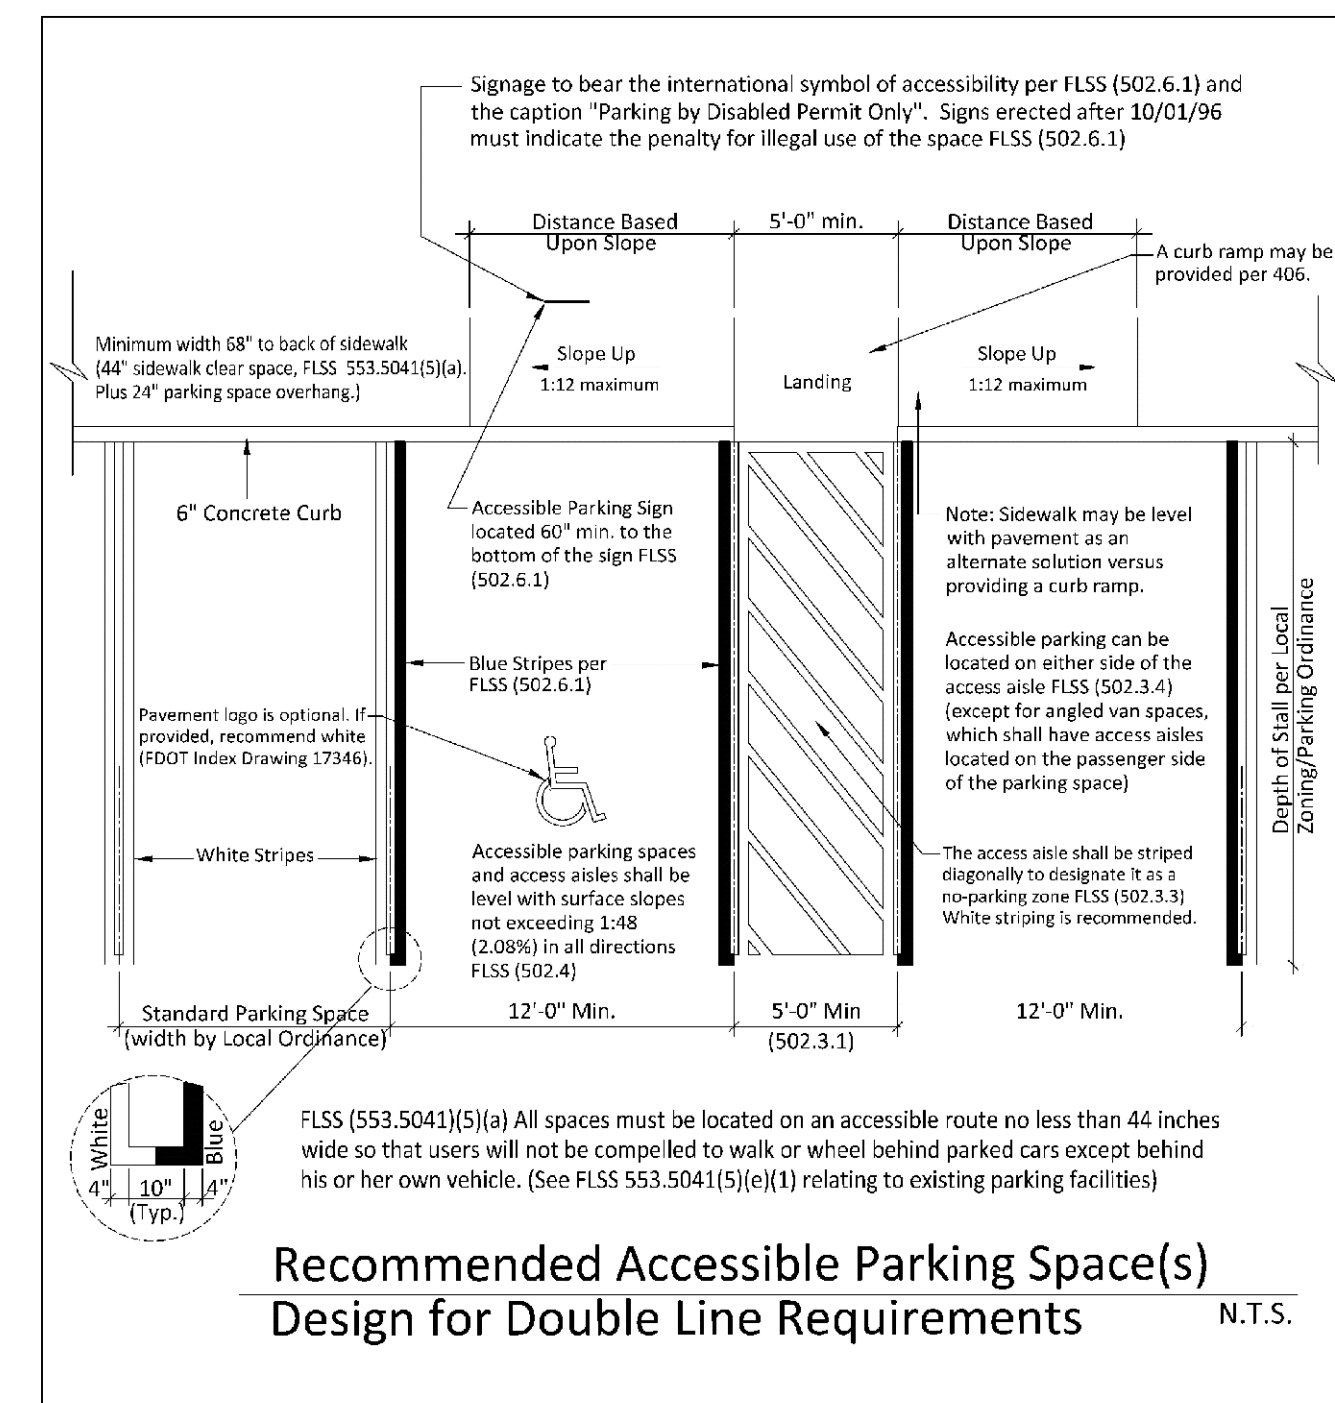 Signage to bear the international symbol of accessibility per FLSS (502.6.1) and
the caption "Parking by Disabled Permit Only".  Signs erected after 10/01/96
must indicate the penalty for illegal use of the space FLSS (502.6.1)
Distance Based
Upon Slope
5'-0" min.
Distance Based
Upon Slope
A curb ramp may be
provided per 406.
Minimum width 68" to back of sidewalk
(44" sidewalk clear space, FLSS  553.5041(5)(a).
Plus 24" parking space overhang.)
Slope Up
1:12 maximum
Landing
Slope Up
1:12 maximum
6" Concrete Curb
Accessible Parking Sign
located 60" min. to the
bottom of the sign FLSS
(502.6.1)
Note: Sidewalk may be level
with pavement as an
alternate solution versus
providing a curb ramp.
Accessible parking can be
located on either side of the
access aisle FLSS (502.3.4)
(except for angled van spaces,
which shall have access aisles
located on the passenger side
of the parking space)
Depth of Stall per Local
Zoning/Parking Ordinance
Blue Stripes per
FLSS (502.6.1)
Pavement logo is optional. If
provided, recommend white
(FDOT Index Drawing 17346).
White Stripes
Accessible parking spaces
and access aisles shall be
level with surface slopes
not exceeding 1:48
(2.08%) in all directions
FLSS (502.4)
The access aisle shall be striped
diagonally to designate it as a
no-parking zone FLSS (502.3.3)
White striping is recommended.
Standard Parking Space
(width by Local Ordinance)
12'-0" Min.
5'-0" Min
(502.3.1)
12'-0" Min.
White
Blue
4" 10" 4"
(Typ.)
FLSS (553.5041)(5)(a) All spaces must be located on an accessible route no less than 44 inches
wide so that users will not be compelled to walk or wheel behind parked cars except behind
his or her own vehicle. (See FLSS 553.5041(5)(e)(1) relating to existing parking facilities)
Recommended Accessible Parking Space(s)
Design for Double Line Requirements
N.T.S.